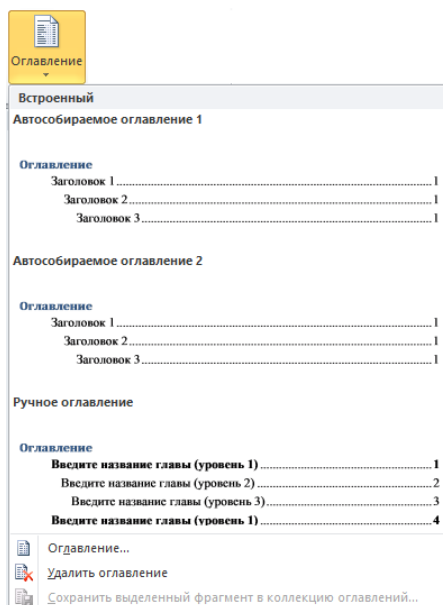 Оглавление
Встроенный
Автособираемое оглавление 1
Оглавление
Заголовок 1........1
Заголовок 2........1
Заголовок 3........1
Автособираемое оглавление 2
Оглавление
Заголовок 1........1
Заголовок 2........1
Заголовок 3........1
Ручное оглавление
Оглавление
Введите название главы (уровень 1)........1
Введите название главы (уровень 2)........2
Введите название главы (уровень 3)........3
Введите название главы (уровень 1)........4
Оглавление...
Удалить оглавление
Сохранить выделенный фрагмент в коллекцию оглавлений...